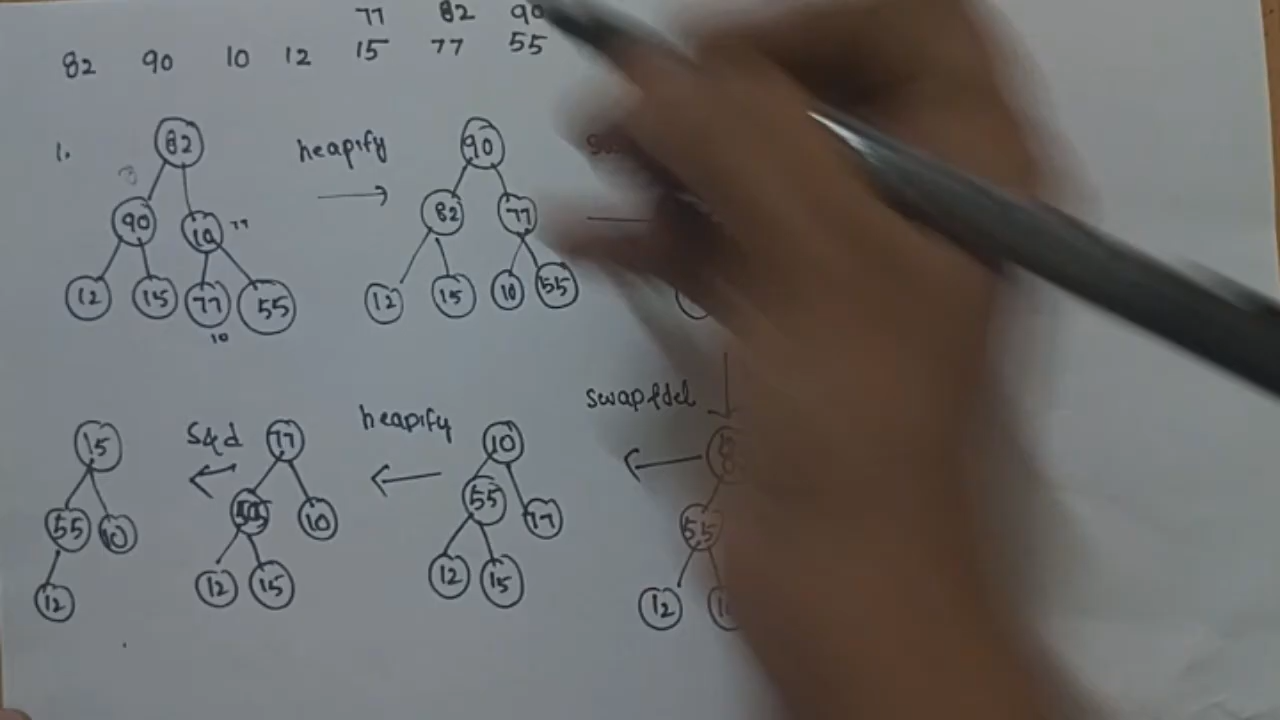 77 82 90
82 90 10 12 15 77 55
1. 82 heapify 90
90 10 77 82 77
12 15 77 55 12 15 10 55
10
swap&del
15 S&d 77 heapify 10
55 10 10 55 77 55
12 12 15 12 15 12